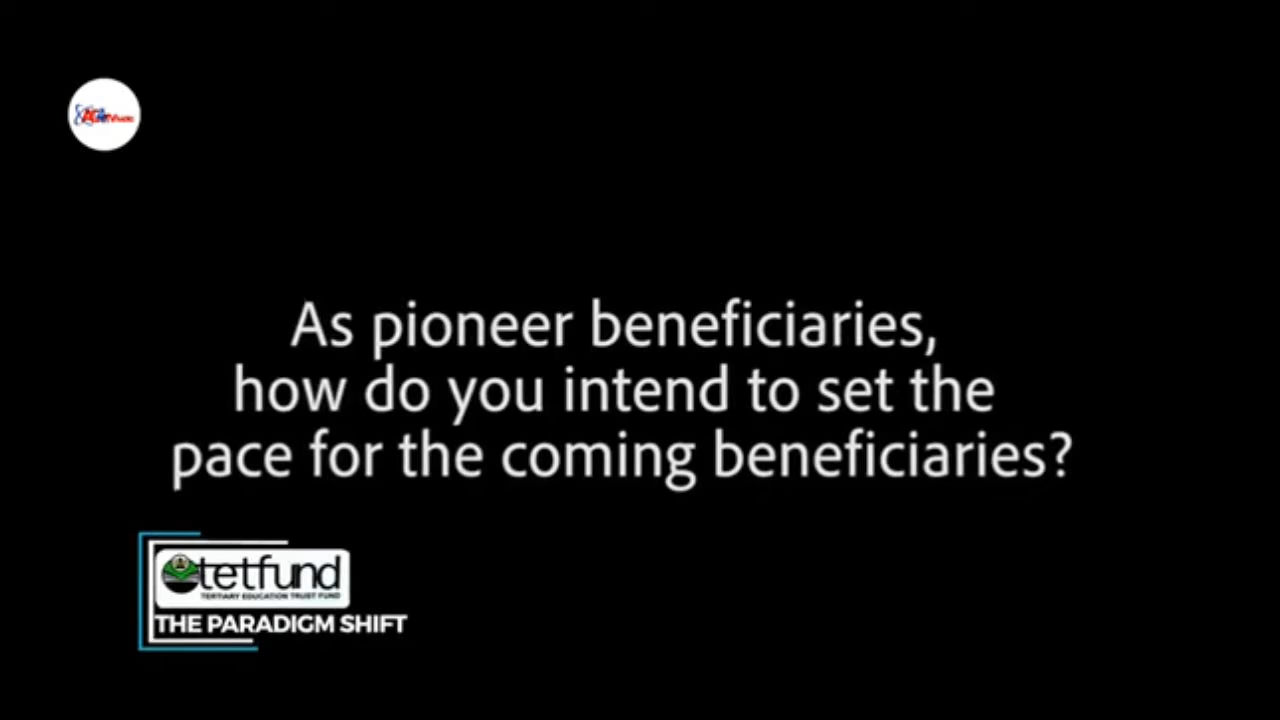 As pioneer beneficiaries,
how do you intend to set the
pace for the coming beneficiaries?
tetfund
TERTIARY EDUCATION TRUST FUND
THE PARADIGM SHIFT